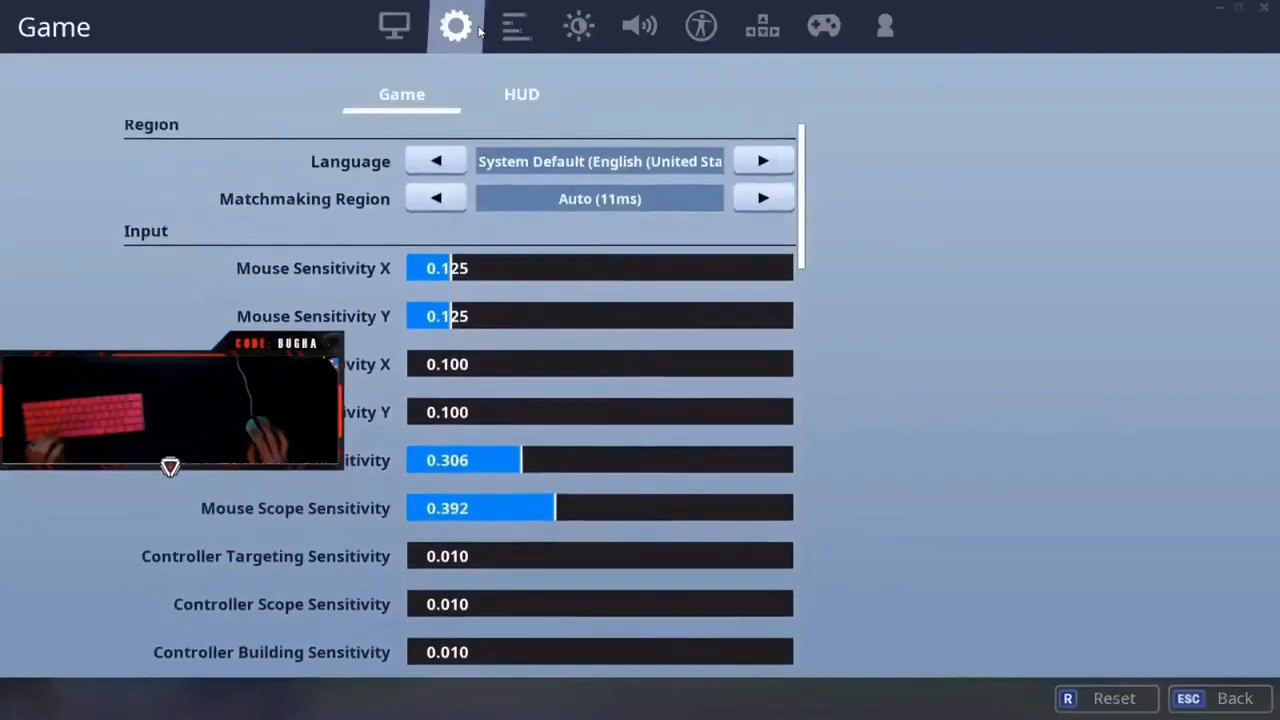 Game
Game
HUD
Region
Language
System Default (English (United Sta
Matchmaking Region
Auto (11ms)
Input
Mouse Sensitivity X
0.125
Mouse Sensitivity Y
0.125
CODE: BUGHA
vity X
0.100
ivity Y
0.100
itivity
0.306
Mouse Scope Sensitivity
0.392
Controller Targeting Sensitivity
0.010
Controller Scope Sensitivity
0.010
Controller Building Sensitivity
0.010
R Reset
ESC Back